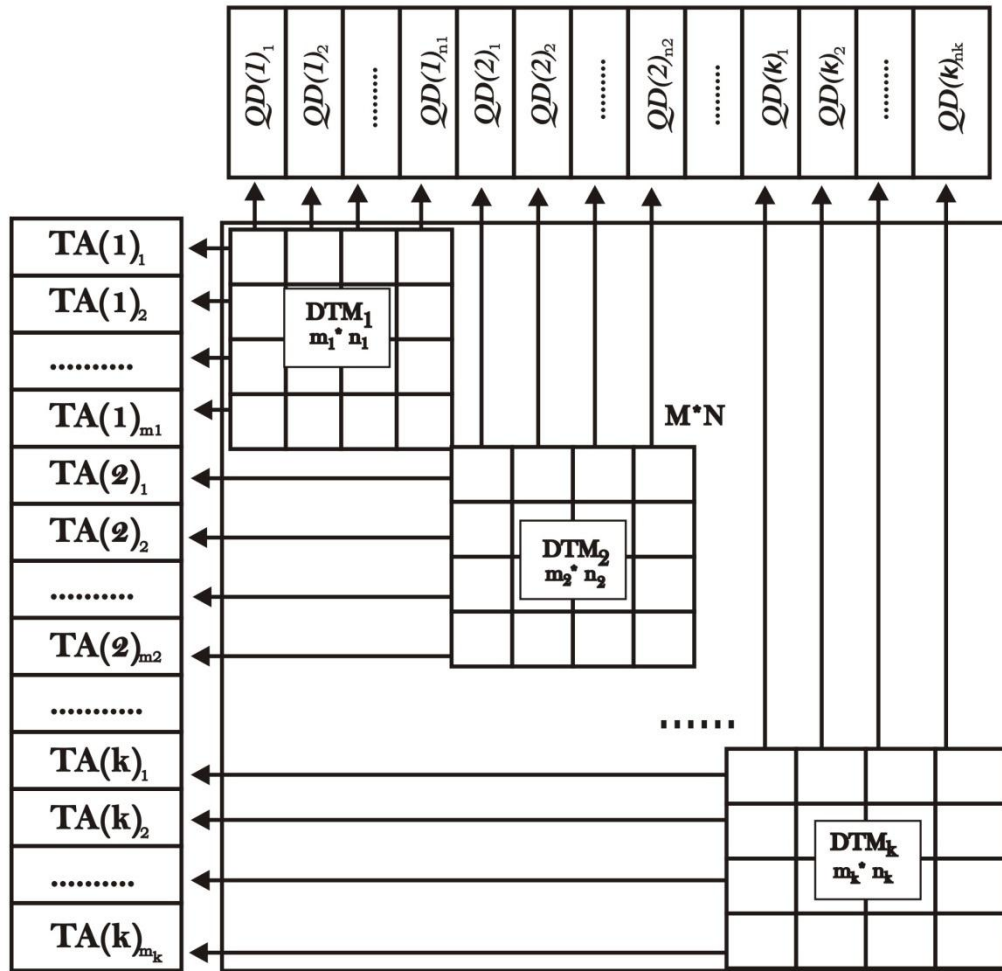 QD(1)₁ QD(1)₂ ......... QD(1)ₙ₁ QD(2)₁ QD(2)₂ ......... QD(2)ₙ₂ ......... QD(k)₁ QD(k)₂ ......... QD(k)ₙₖ
TA(1)₁
TA(1)₂
..........
TA(1)ₘ₁
TA(2)₁
TA(2)₂
..........
TA(2)ₘ₂
...........
TA(k)₁
TA(k)₂
..........
TA(k)ₘₖ
DTM₁
m₁* n₁
M*N
DTM₂
m₂* n₂
......
DTMₖ
mₖ* nₖ